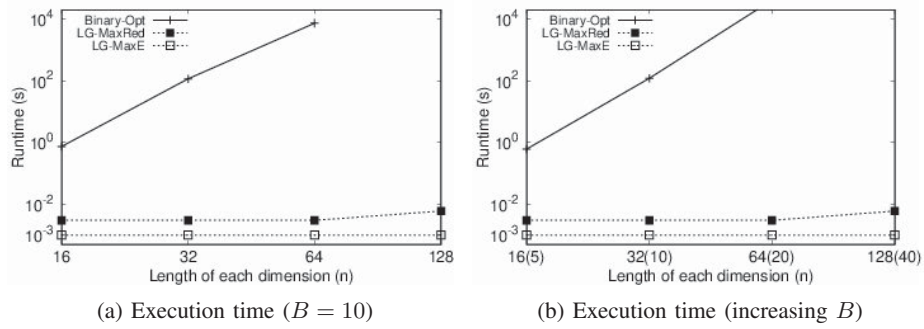 Binary-Opt
LG-MaxRed
LG-MaxE
10^4
10^2
10^0
10^-2
10^-3
Runtime (s)
16
32
64
128
Length of each dimension (n)
(a) Execution time (B = 10)
Binary-Opt
LG-MaxRed
LG-MaxE
10^4
10^2
10^0
10^-2
10^-3
Runtime (s)
16(5)
32(10)
64(20)
128(40)
Length of each dimension (n)
(b) Execution time (increasing B)